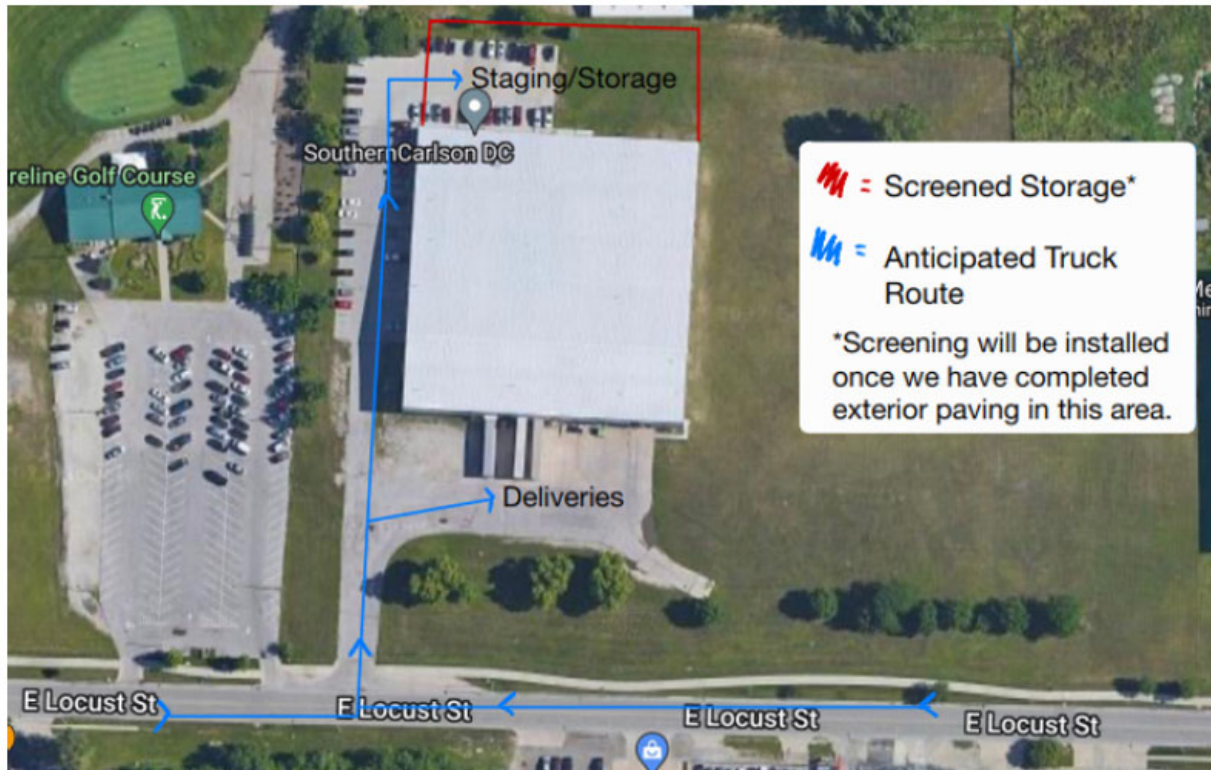 Staging/Storage
SouthernCarlson DC
reline Golf Course
= Screened Storage*
= Anticipated Truck
Route
*Screening will be installed
once we have completed
exterior paving in this area.
Deliveries
E Locust St
E Locust St
E Locust St
E Locust St